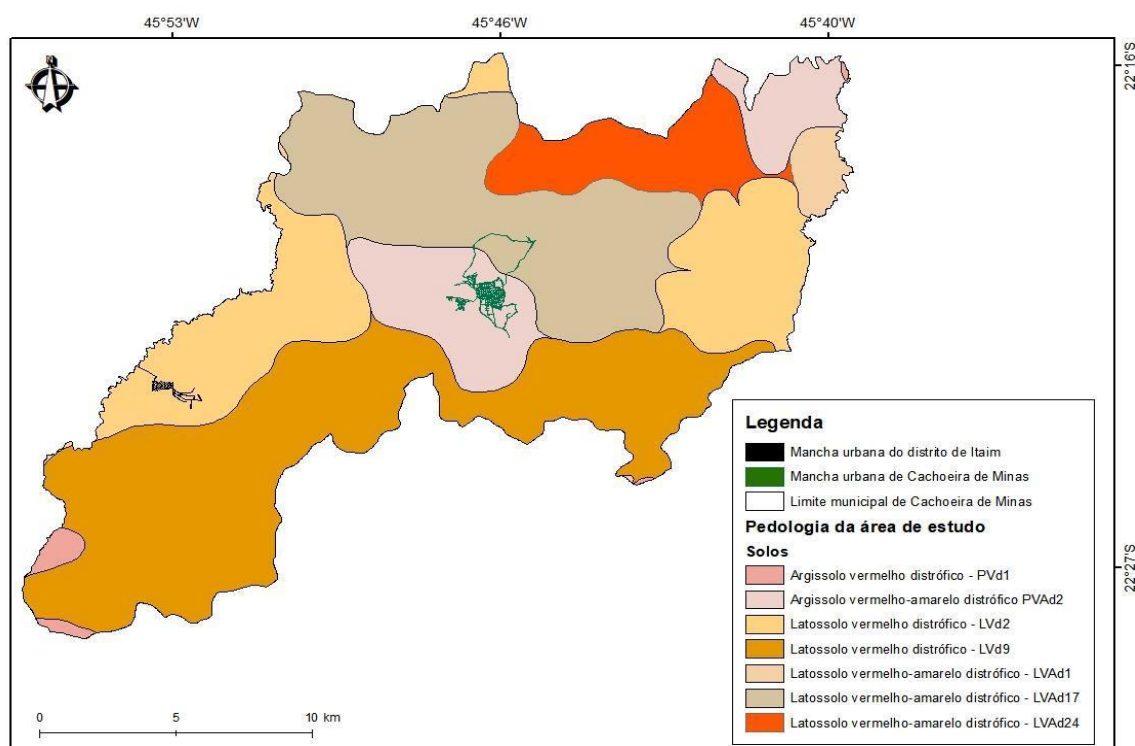 45°53'W 45°46'W 45°40'W
22°16'S
Legenda
Mancha urbana do distrito de Itaim
Mancha urbana de Cachoeira de Minas
Limite municipal de Cachoeira de Minas
Pedologia da área de estudo
Solos
Argissolo vermelho distrófico - PVd1
Argissolo vermelho-amarelo distrófico PVAd2
Latossolo vermelho distrófico - LVd2
Latossolo vermelho distrófico - LVd9
Latossolo vermelho-amarelo distrófico - LVAd1
Latossolo vermelho-amarelo distrófico - LVAd17
Latossolo vermelho-amarelo distrófico - LVAd24
22°27'S
0 5 10 km